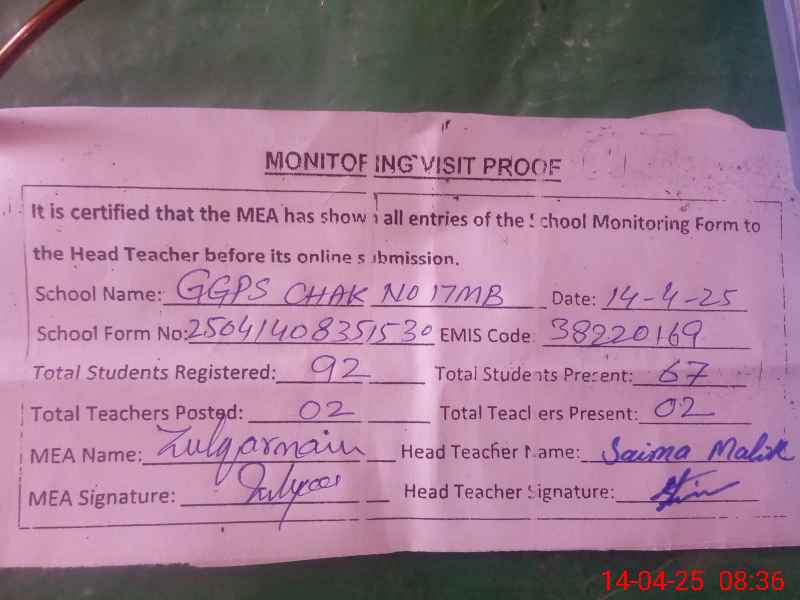 MONITORING VISIT PROOF
It is certified that the MEA has shown all entries of the School Monitoring Form to
the Head Teacher before its online submission.
School Name: GGPS CHAK NO 17MB Date: 14-4-25
School Form No: 25041408351530 EMIS Code: 38220169
Total Students Registered: 92 Total Students Present: 67
Total Teachers Posted: 02 Total Teachers Present: 02
MEA Name: Zulqarnain Head Teacher Name: Saima Malik
MEA Signature: Head Teacher Signature:
14-04-25 08:36